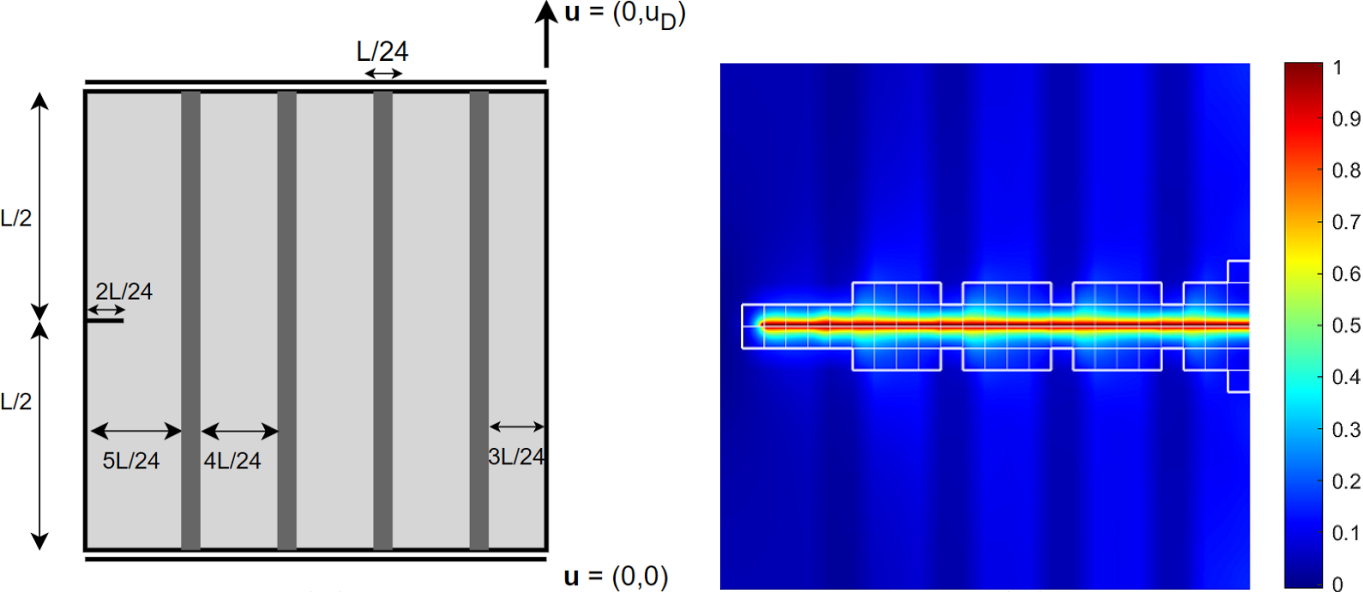 u = (0,u_D)
L/24
L/2
2L/24
L/2
5L/24
4L/24
3L/24
u = (0,0)
1
0.9
0.8
0.7
0.6
0.5
0.4
0.3
0.2
0.1
0